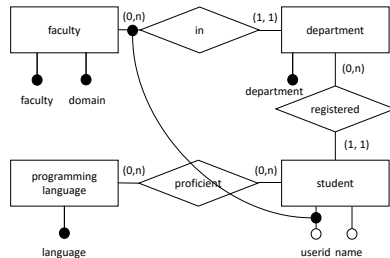 faculty
(0,n)
in
(1, 1)
department
faculty
domain
department
(0,n)
registered
(1, 1)
programming
language
(0,n)
proficient
(0,n)
student
language
userid
name